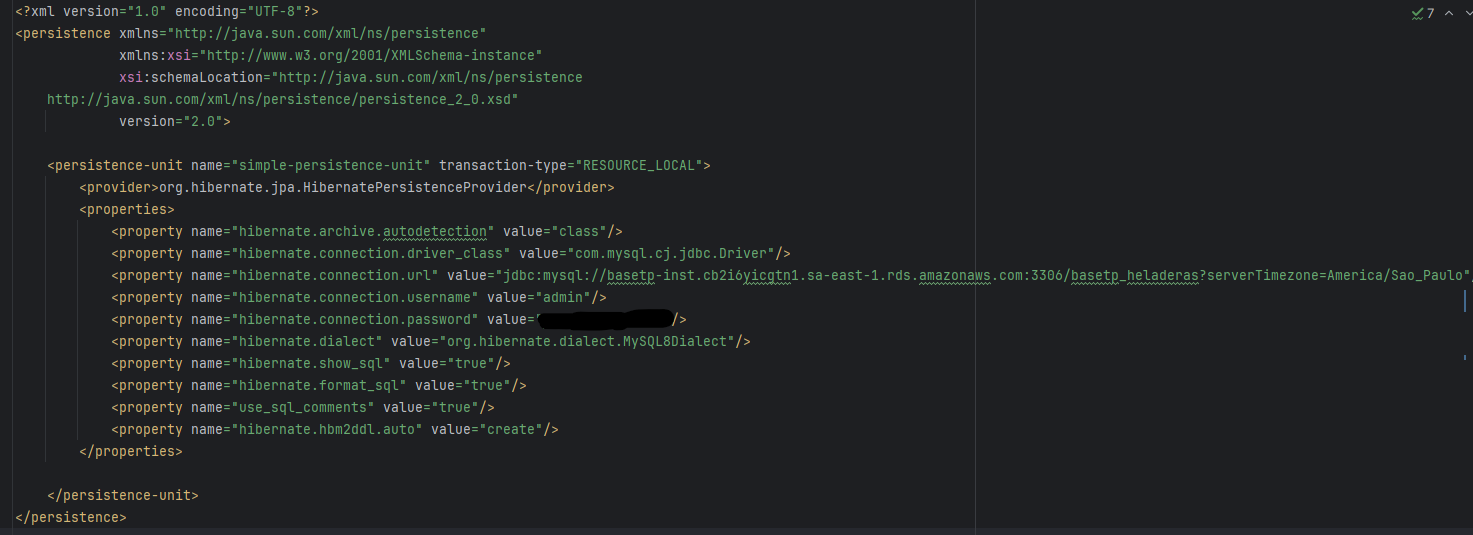 <?xml version="1.0" encoding="UTF-8"?>
<persistence xmlns="http://java.sun.com/xml/ns/persistence"
xmlns:xsi="http://www.w3.org/2001/XMLSchema-instance"
xsi:schemaLocation="http://java.sun.com/xml/ns/persistence
http://java.sun.com/xml/ns/persistence/persistence_2_0.xsd"
version="2.0">
<persistence-unit name="simple-persistence-unit" transaction-type="RESOURCE_LOCAL">
<provider>org.hibernate.jpa.HibernatePersistenceProvider</provider>
<properties>
<property name="hibernate.archive.autodetection" value="class"/>
<property name="hibernate.connection.driver_class" value="com.mysql.cj.jdbc.Driver"/>
<property name="hibernate.connection.url" value="jdbc:mysql://basetp-inst.cb2i6yicgtn1.sa-east-1.rds.amazonaws.com:3306/basetp_heladeras?serverTimezone=America/Sao_Paulo"/
<property name="hibernate.connection.username" value="admin"/>
<property name="hibernate.connection.password" value= />
<property name="hibernate.dialect" value="org.hibernate.dialect.MySQL8Dialect"/>
<property name="hibernate.show_sql" value="true"/>
<property name="hibernate.format_sql" value="true"/>
<property name="use_sql_comments" value="true"/>
<property name="hibernate.hbm2ddl.auto" value="create"/>
</properties>
</persistence-unit>
</persistence>
7